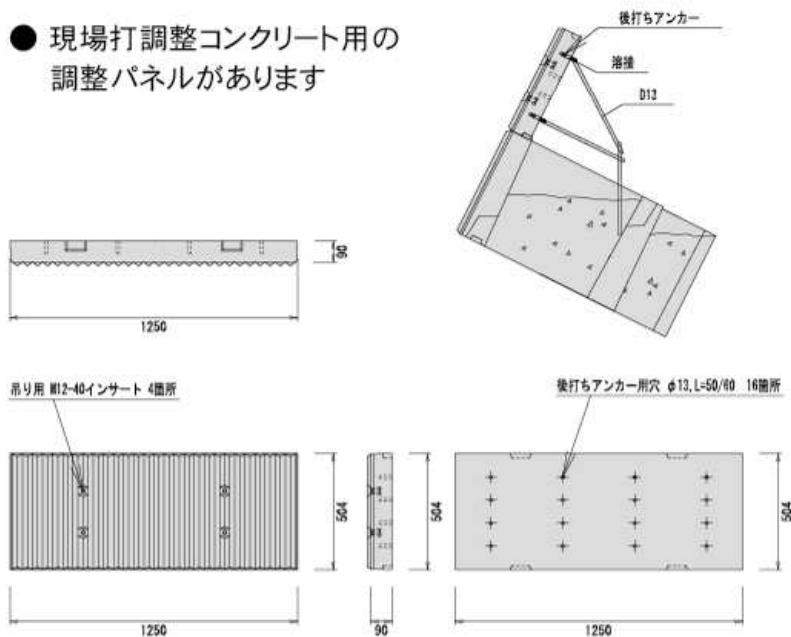 ● 現場打調整コンクリート用の
調整パネルがあります
後打ちアンカー
溶接
D13
90
1250
吊り用 M12-40インサート 4箇所
後打ちアンカー用穴 φ13,L=50/60 16箇所
504
504
504
1250
90
1250